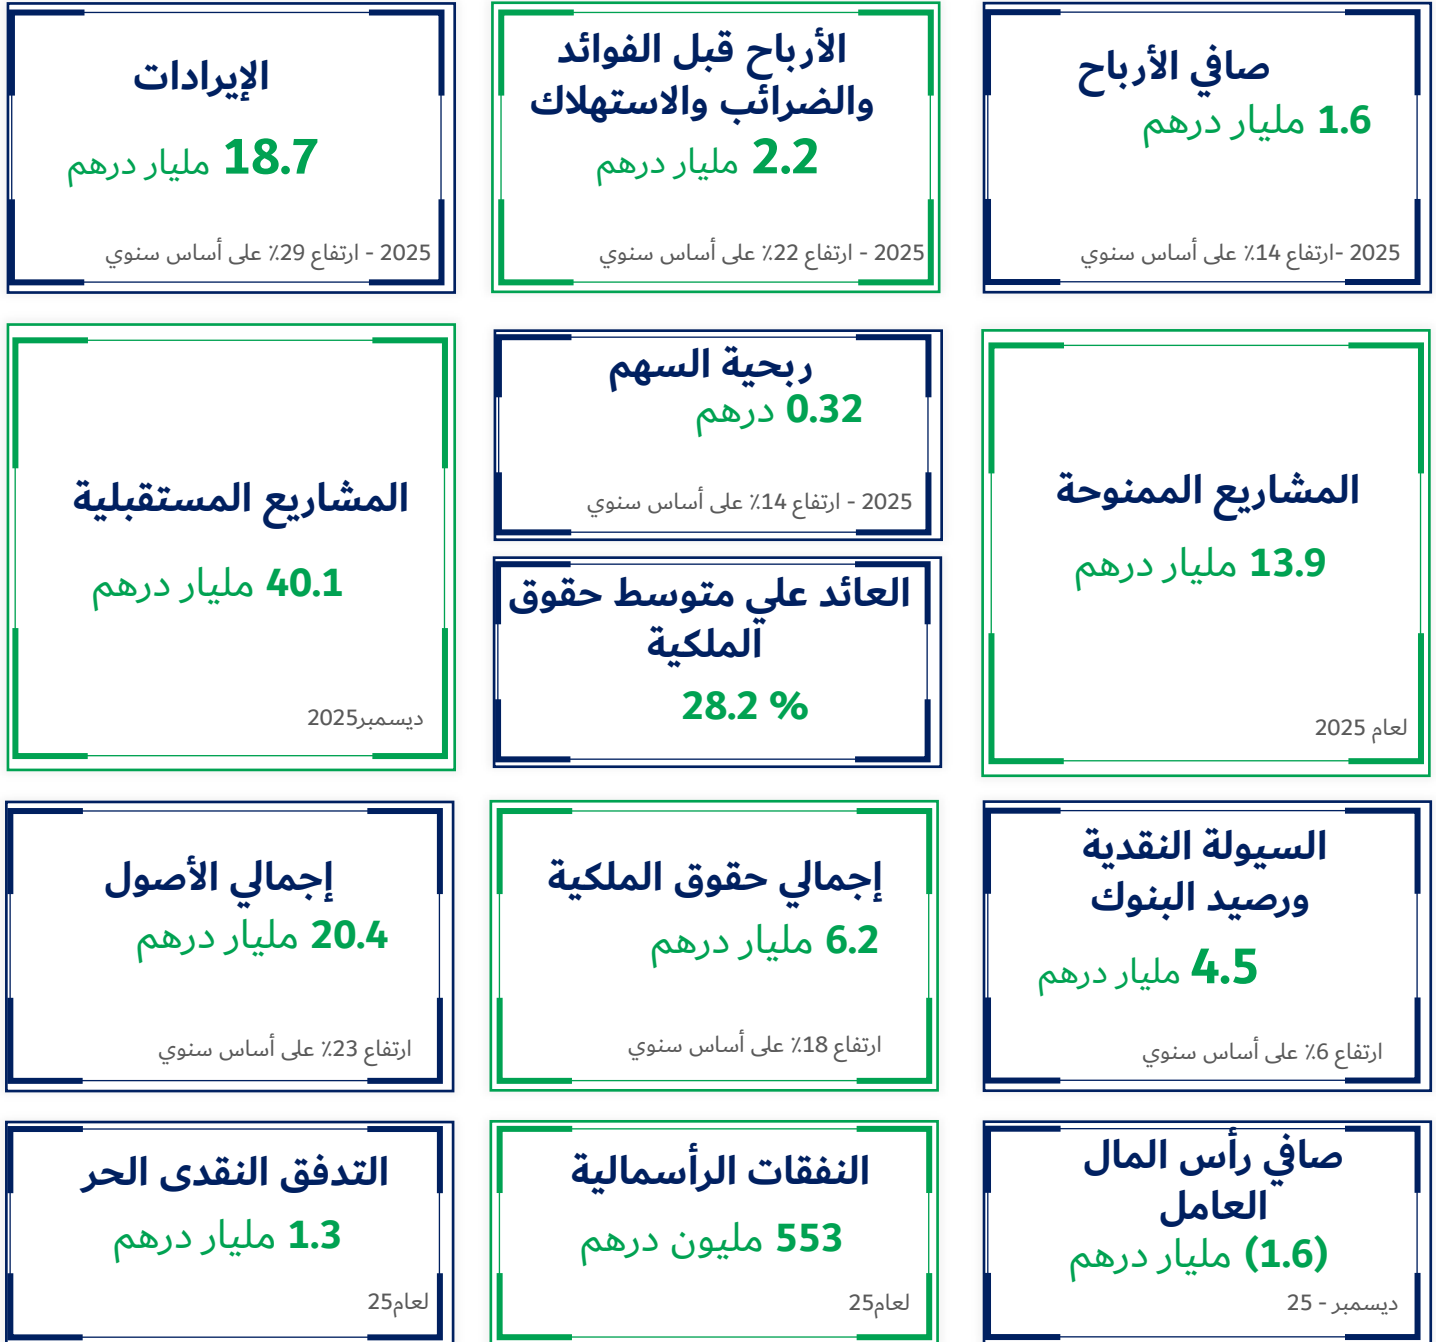 صافي الأرباح
1.6 مليار درهم
2025 -ارتفاع 14٪ على أساس سنوي
الأرباح قبل الفوائد
والضرائب والاستهلاك
2.2 مليار درهم
2025 - ارتفاع 22٪ على أساس سنوي
الإيرادات
18.7 مليار درهم
2025 - ارتفاع 29٪ على أساس سنوي
المشاريع الممنوحة
13.9 مليار درهم
لعام 2025
ربحية السهم
0.32 درهم
2025 - ارتفاع 14٪ على أساس سنوي
العائد علي متوسط حقوق
الملكية
28.2 %
المشاريع المستقبلية
40.1 مليار درهم
ديسمبر2025
السيولة النقدية
ورصيد البنوك
4.5 مليار درهم
ارتفاع 6٪ على أساس سنوي
إجمالي حقوق الملكية
6.2 مليار درهم
ارتفاع 18٪ على أساس سنوي
إجمالي الأصول
20.4 مليار درهم
ارتفاع 23٪ على أساس سنوي
صافي رأس المال
العامل
(1.6) مليار درهم
ديسمبر - 25
النفقات الرأسمالية
553 مليون درهم
لعام25
التدفق النقدى الحر
1.3 مليار درهم
لعام25